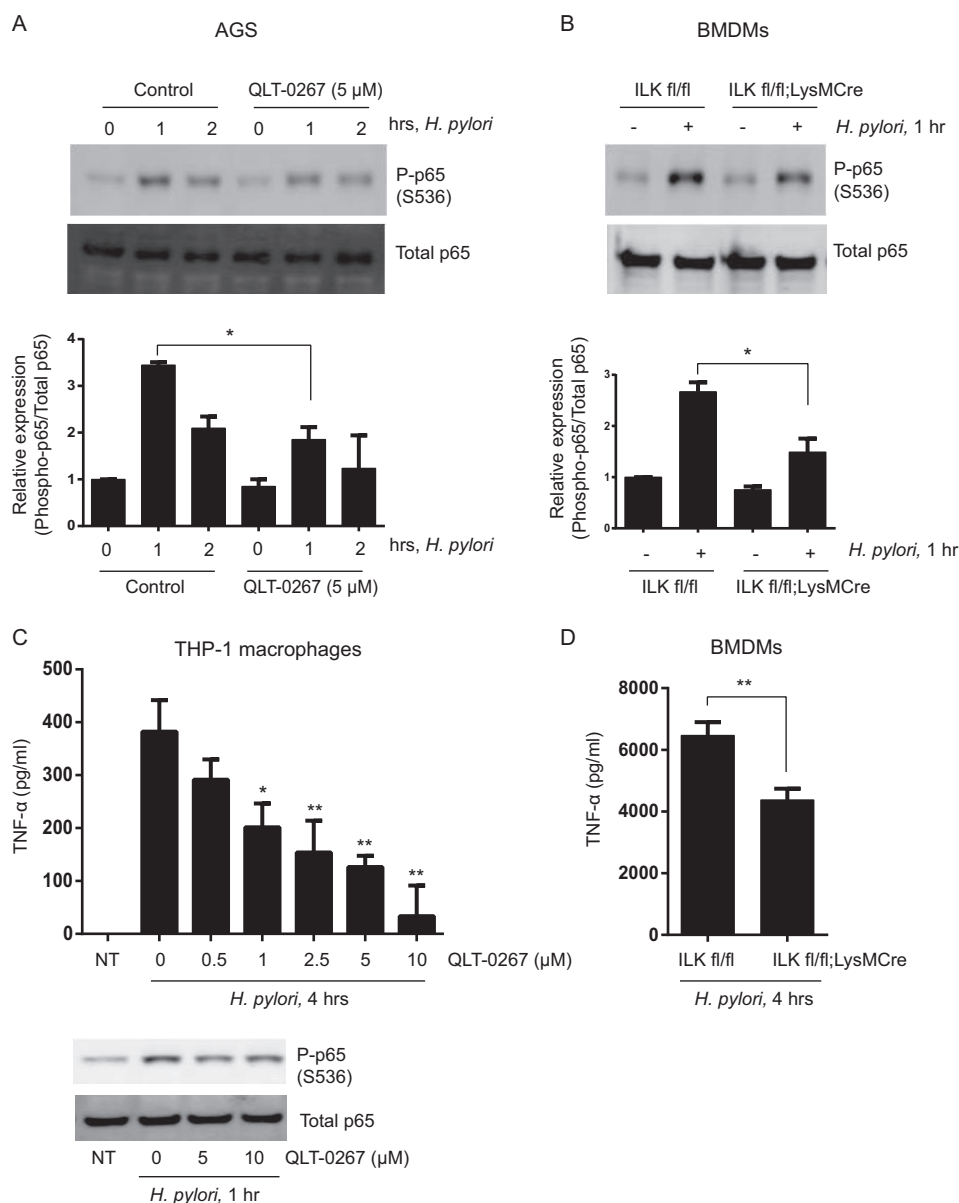 A
AGS
Control QLT-0267 (5 µM)
0 1 2 0 1 2 hrs, H. pylori
P-p65
(S536)
Total p65
Relative expression
(Phospho-p65/Total p65)
4
3
2
1
0
*
0 1 2 0 1 2 hrs, H. pylori
Control QLT-0267 (5 µM)
B
BMDMs
ILK fl/fl ILK fl/fl;LysMCre
- + - + H. pylori, 1 hr
P-p65
(S536)
Total p65
Relative expression
(Phospho-p65/Total p65)
3
2
1
0
*
- + - + H. pylori, 1 hr
ILK fl/fl ILK fl/fl;LysMCre
C
THP-1 macrophages
TNF-α (pg/ml)
500
400
300
200
100
0
* ** ** **
NT 0 0.5 1 2.5 5 10 QLT-0267 (µM)
H. pylori, 4 hrs
P-p65
(S536)
Total p65
NT 0 5 10 QLT-0267 (µM)
H. pylori, 1 hr
D
BMDMs
TNF-α (pg/ml)
8000
6000
4000
2000
0
**
ILK fl/fl ILK fl/fl;LysMCre
H. pylori, 4 hrs